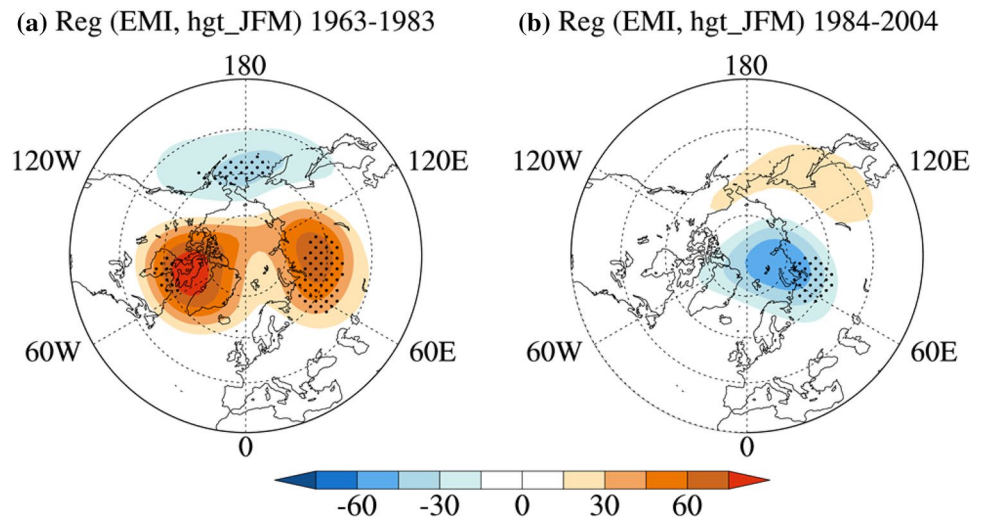 (a) Reg (EMI, hgt_JFM) 1963-1983
180
120W
120E
60W
60E
0
(b) Reg (EMI, hgt_JFM) 1984-2004
180
120W
120E
60W
60E
0
-60 -30 0 30 60